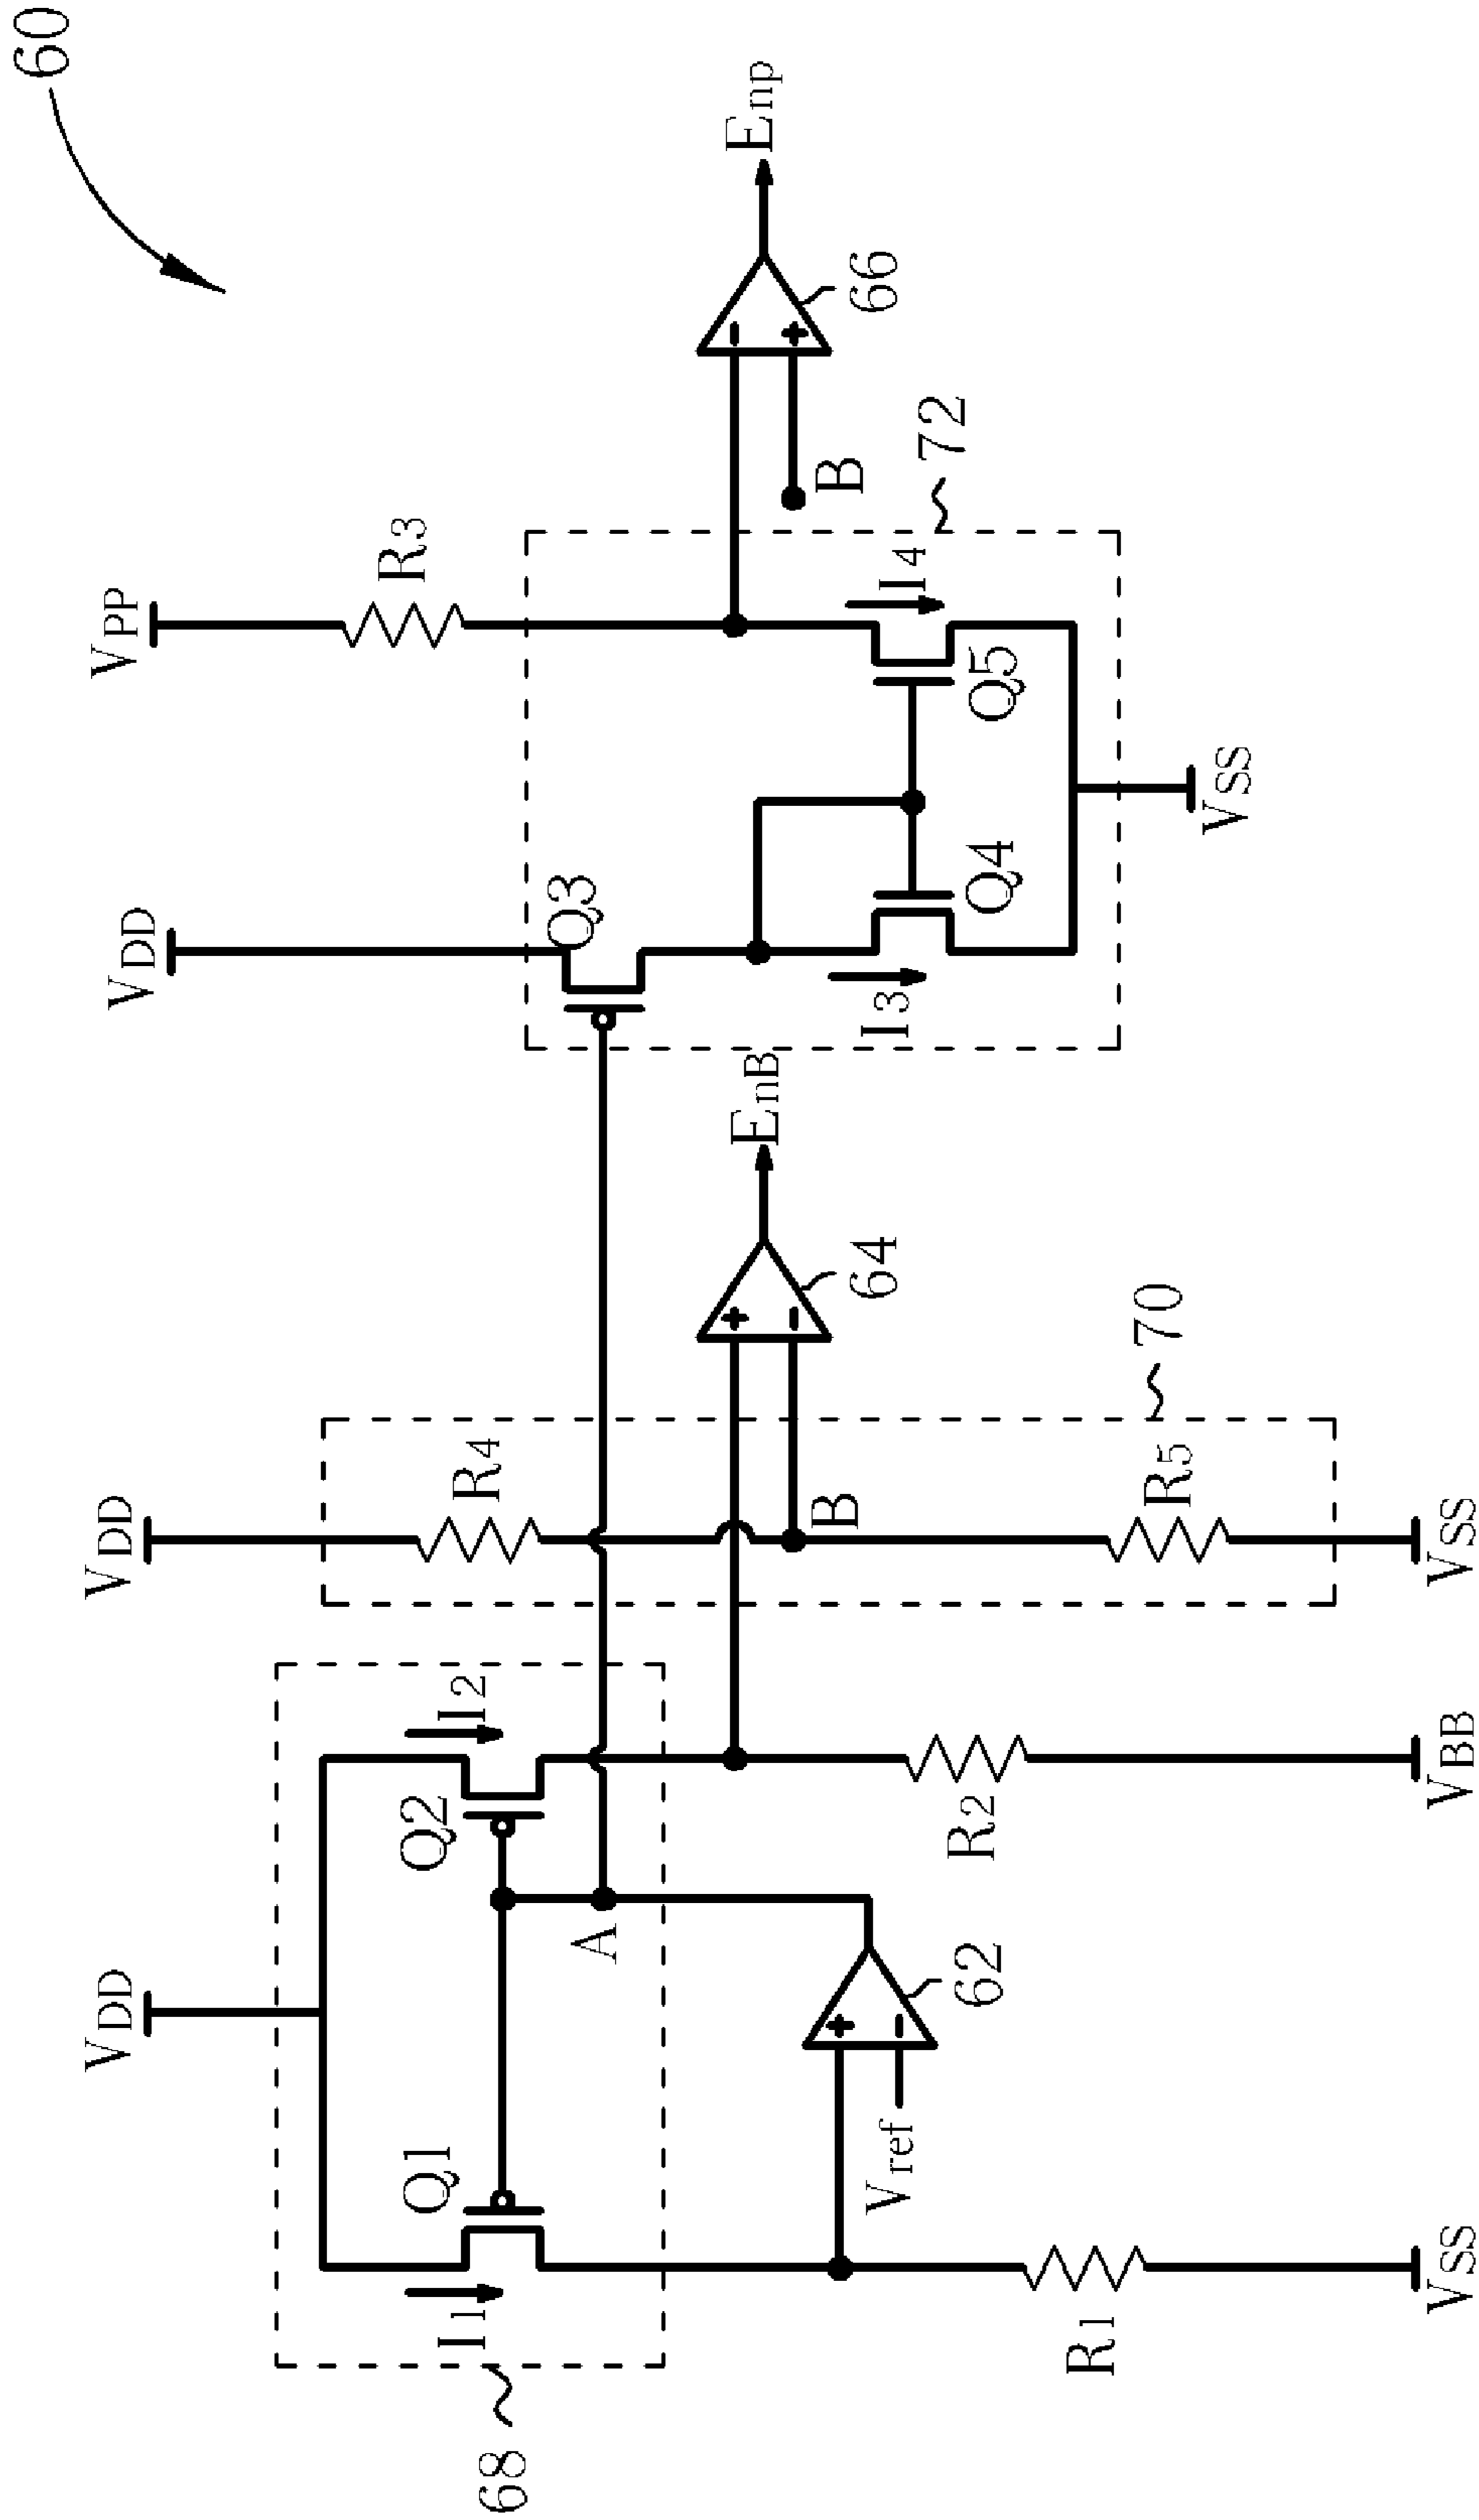 60
VDD
VDD
VDD
VPP
68
I1
Q1
Q2
I2
A
R4
Q3
R3
Vref
62
R1
R2
B
64
EnB
I3
Q4
Q5
I4
B
66
Enp
R5
70
72
VSS
VBB
VSS
VSS